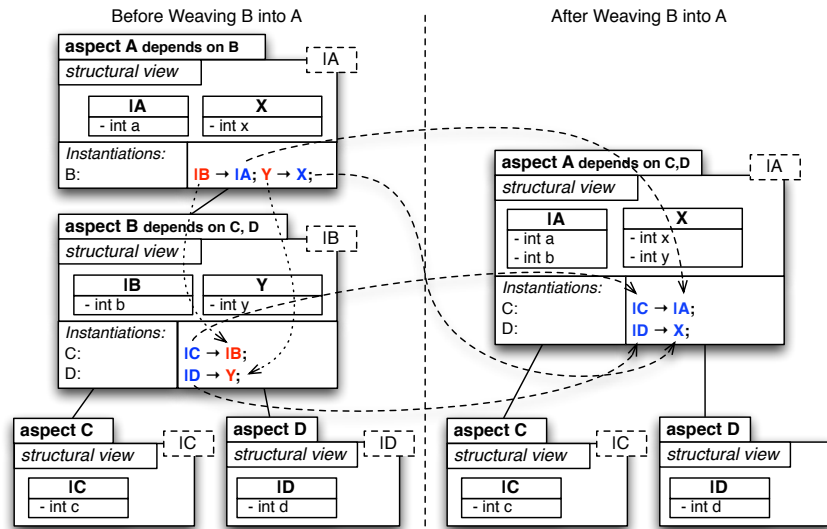 Before Weaving B into A
After Weaving B into A
aspect A depends on B
IA
structural view
IA
- int a
X
- int x
Instantiations:
B:
IB → IA; Y → X;
aspect B depends on C, D
IB
structural view
IB
- int b
Y
- int y
Instantiations:
C:
IC → IB;
D:
ID → Y;
aspect C
IC
structural view
IC
- int c
aspect D
ID
structural view
ID
- int d
aspect A depends on C,D
IA
structural view
IA
- int a
- int b
X
- int x
- int y
Instantiations:
C:
IC → IA;
D:
ID → X;
aspect C
IC
structural view
IC
- int c
aspect D
structural view
ID
- int d